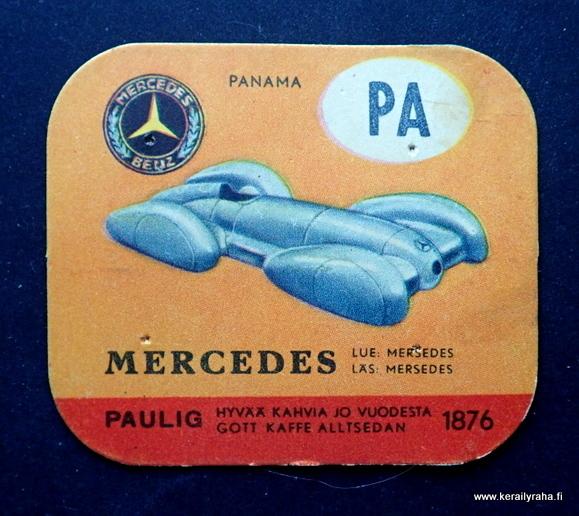 MERCEDES
BENZ
PANAMA
PA
MERCEDES
LUE: MERSEDES
LÄS: MERSEDES
PAULIG
HYVÄÄ KAHVIA JO VUODESTA
GOTT KAFFE ALLTSEDAN
1876
www.kerailyraha.fi